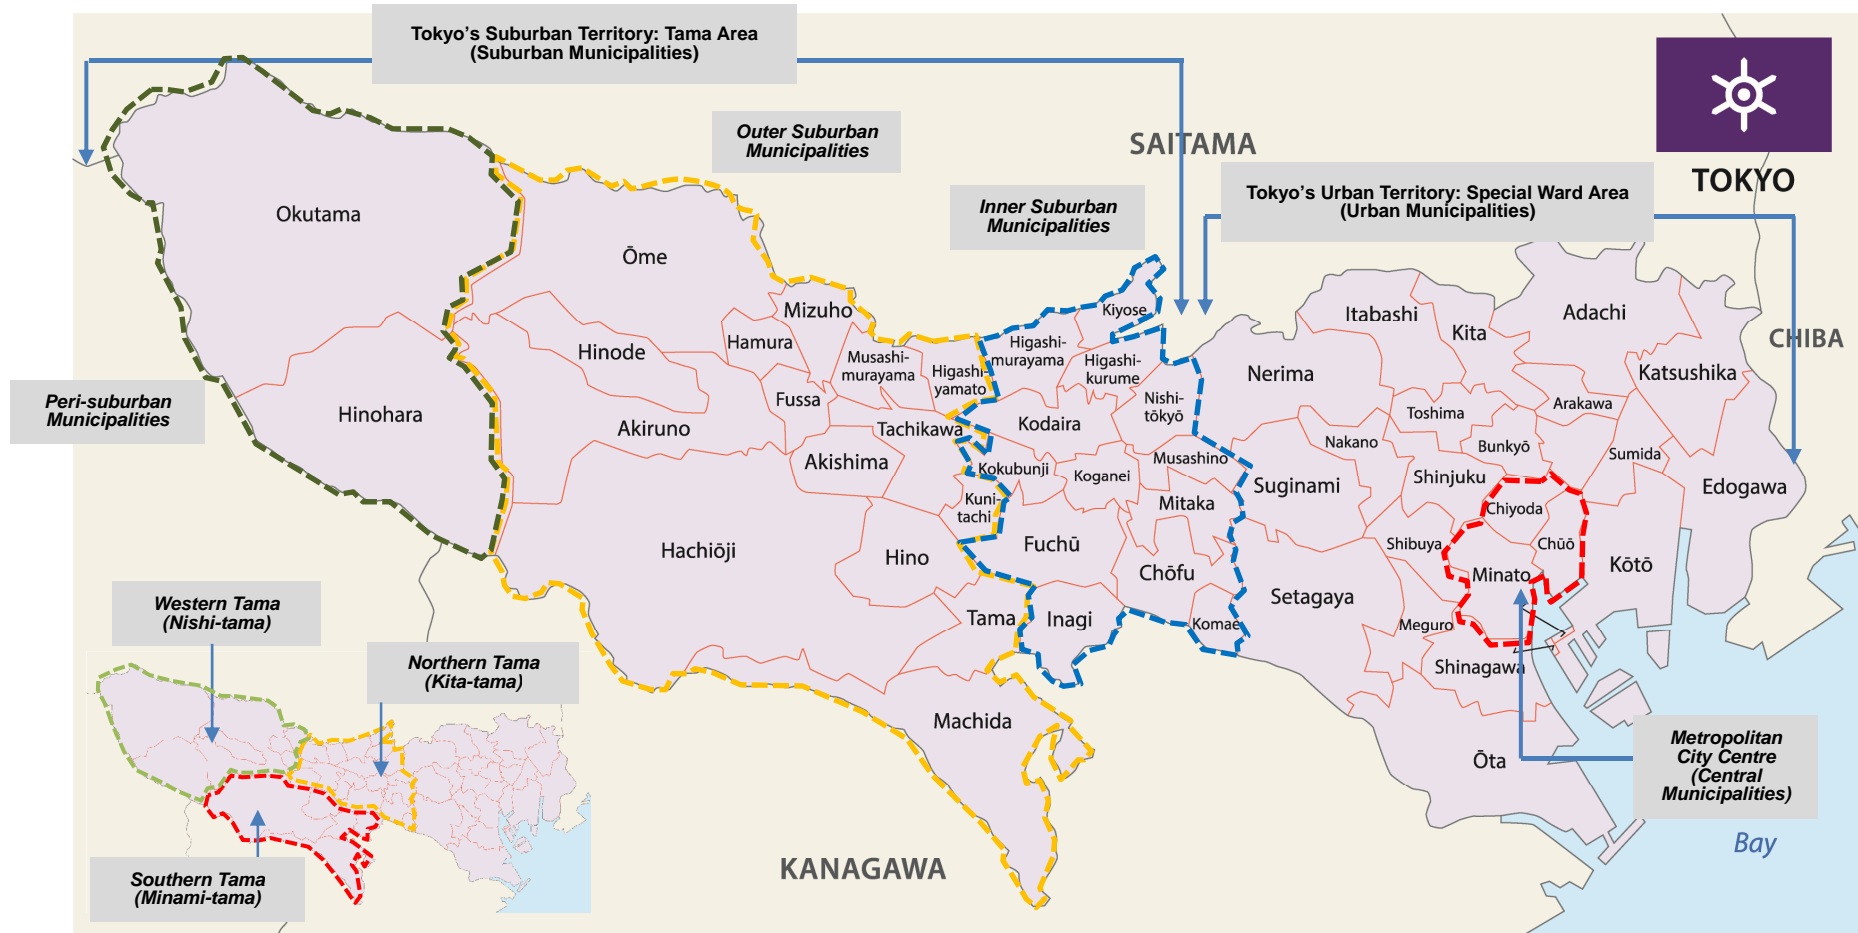 Tokyo's Suburban Territory: Tama Area
(Suburban Municipalities)
Outer Suburban
Municipalities
SAITAMA
TOKYO
Inner Suburban
Municipalities
Tokyo's Urban Territory: Special Ward Area
(Urban Municipalities)
Okutama
Ōme
Mizuho
Kiyose
Itabashi
Kita
Adachi
CHIBA
Hinode
Hamura
Musashi-
murayama
Higashi-
yamato
Higashi-
murayama
Higashi-
kurume
Nerima
Katsushika
Peri-suburban
Municipalities
Hinohara
Fussa
Akiruno
Tachikawa
Kodaira
Nishi-
tōkyō
Toshima
Arakawa
Nakano
Bunkyō
Sumida
Akishima
Kokubunji
Koganei
Musashino
Suginami
Shinjuku
Edogawa
Kuni-
tachi
Mitaka
Chiyoda
Hachiōji
Hino
Fuchū
Chōfu
Shibuya
Chūō
Kōtō
Minato
Setagaya
Tama
Inagi
Komae
Meguro
Shinagawa
Western Tama
(Nishi-tama)
Northern Tama
(Kita-tama)
Machida
Ōta
Metropolitan
City Centre
(Central
Municipalities)
Bay
KANAGAWA
Southern Tama
(Minami-tama)